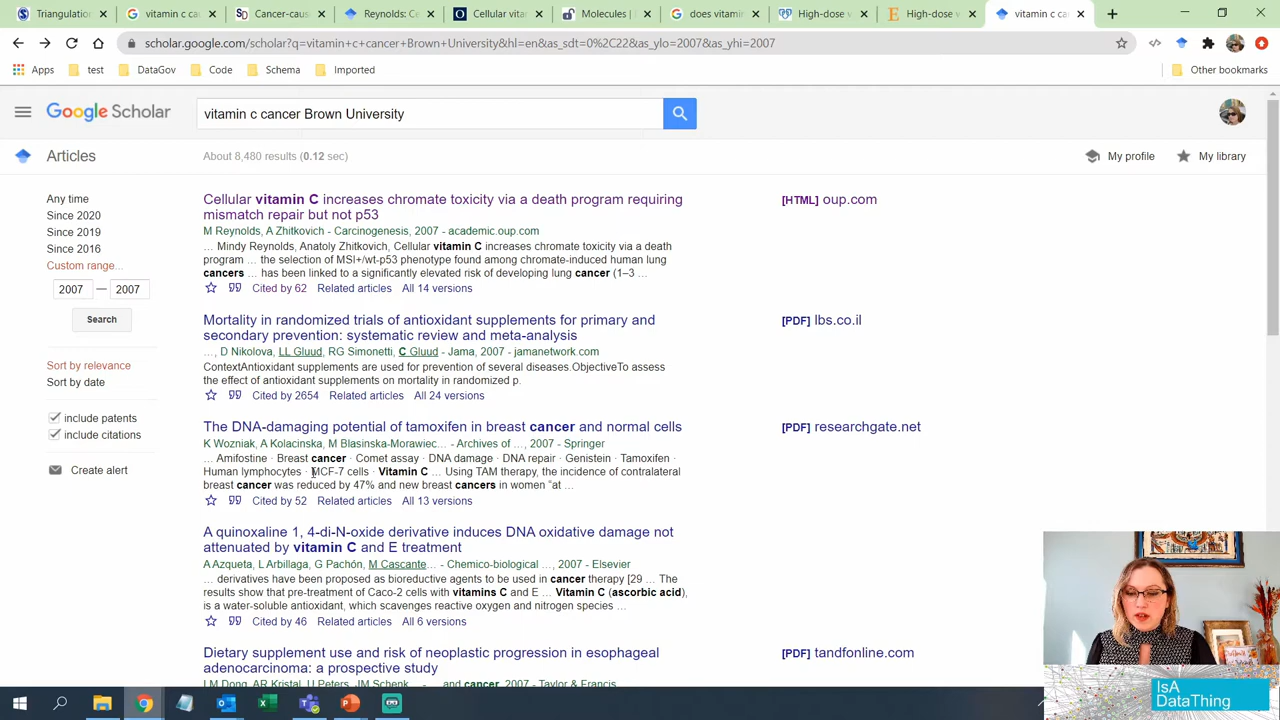 Triangulation
vitamin c c
Cancer-caus
Reynolds: Ce
Cellular vitam
Molecules |
does vitamin
High-dose v
High-dose v
vitamin c can
scholar.google.com/scholar?q=vitamin+c+cancer+Brown+University&hl=en&as_sdt=0%2C22&as_ylo=2007&as_yhi=2007
Apps test DataGov Code Schema Imported Other bookmarks
Google Scholar
vitamin c cancer Brown University
Articles
About 8,480 results (0.12 sec)
My profile My library
Any time
Since 2020
Since 2019
Since 2016
Custom range...
2007 — 2007
Search
Sort by relevance
Sort by date
include patents
include citations
Create alert
Cellular vitamin C increases chromate toxicity via a death program requiring
mismatch repair but not p53
M Reynolds, A Zhitkovich - Carcinogenesis, 2007 - academic.oup.com
... Mindy Reynolds, Anatoly Zhitkovich, Cellular vitamin C increases chromate toxicity via a death
program ... the selection of MSI+/wt-p53 phenotype found among chromate-induced human lung
cancers ... has been linked to a significantly elevated risk of developing lung cancer (1–3 ...
Cited by 62 Related articles All 14 versions
[HTML] oup.com
Mortality in randomized trials of antioxidant supplements for primary and
secondary prevention: systematic review and meta-analysis
..., D Nikolova, LL Gluud, RG Simonetti, C Gluud - Jama, 2007 - jamanetwork.com
ContextAntioxidant supplements are used for prevention of several diseases.ObjectiveTo assess
the effect of antioxidant supplements on mortality in randomized p.
Cited by 2654 Related articles All 24 versions
[PDF] lbs.co.il
The DNA-damaging potential of tamoxifen in breast cancer and normal cells
K Wozniak, A Kolacinska, M Blasinska-Morawiec... - Archives of ..., 2007 - Springer
... Amifostine · Breast cancer · Comet assay · DNA damage · DNA repair · Genistein · Tamoxifen ·
Human lymphocytes · MCF-7 cells · Vitamin C ... Using TAM therapy, the incidence of contralateral
breast cancer was reduced by 47% and new breast cancers in women "at ...
Cited by 52 Related articles All 13 versions
[PDF] researchgate.net
A quinoxaline 1, 4-di-N-oxide derivative induces DNA oxidative damage not
attenuated by vitamin C and E treatment
A Azqueta, L Arbillaga, G Pachón, M Cascante... - Chemico-biological ..., 2007 - Elsevier
... derivatives have been proposed as bioreductive agents to be used in cancer therapy [29 ... The
results show that pre-treatment of Caco-2 cells with vitamins C and E ... Vitamin C (ascorbic acid),
is a water-soluble antioxidant, which scavenges reactive oxygen and nitrogen species ...
Cited by 46 Related articles All 6 versions
Dietary supplement use and risk of neoplastic progression in esophageal
adenocarcinoma: a prospective study
[PDF] tandfonline.com
and cancer, 2007 - Taylor & Francis
IsA
DataThing